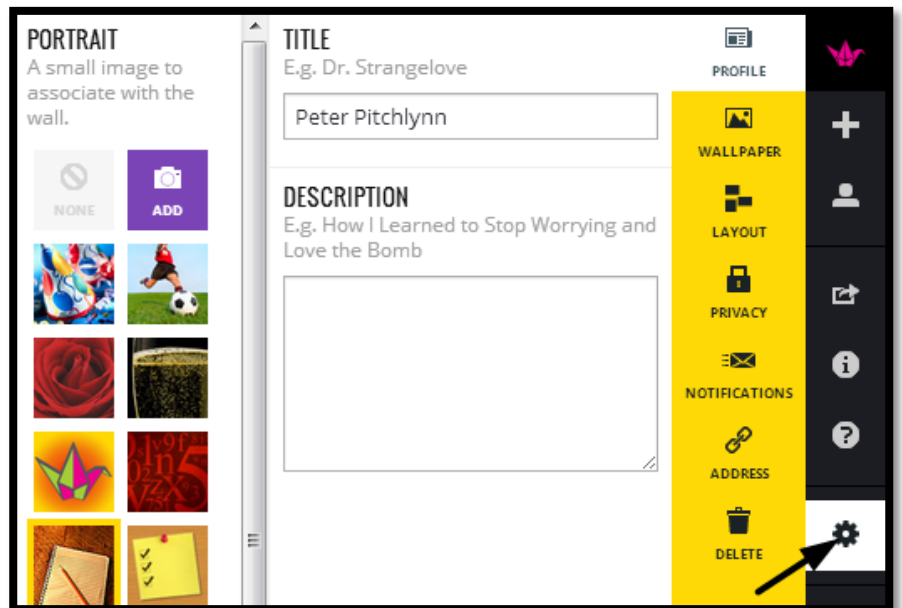 PORTRAIT
A small image to
associate with the
wall.
NONE
ADD
TITLE
E.g. Dr. Strangelove
Peter Pitchlynn
DESCRIPTION
E.g. How I Learned to Stop Worrying and
Love the Bomb
PROFILE
WALLPAPER
LAYOUT
PRIVACY
NOTIFICATIONS
ADDRESS
DELETE